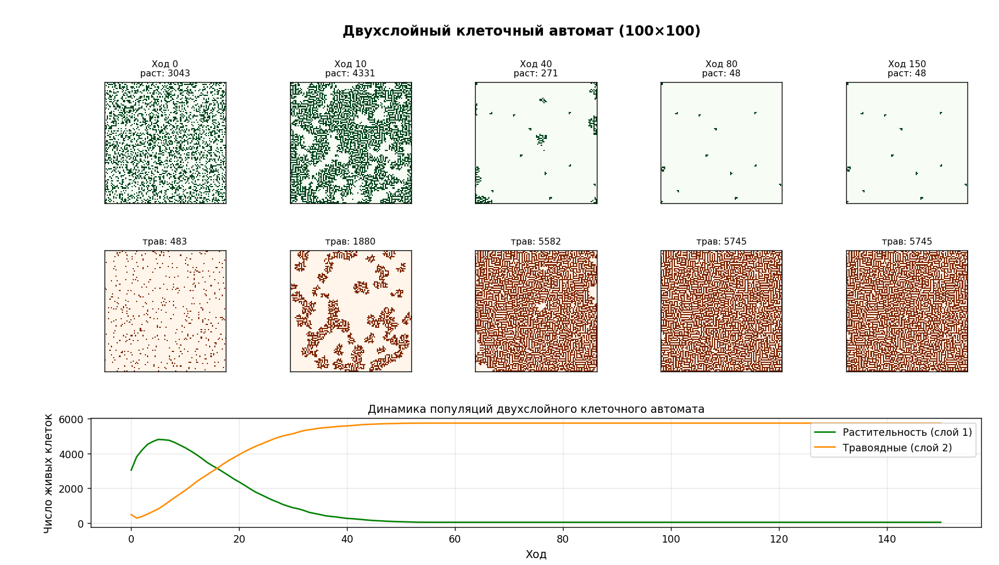 Двухслойный клеточный автомат (100×100)
Ход 0
раст: 3043
Ход 10
раст: 4331
Ход 40
раст: 271
Ход 80
раст: 48
Ход 150
раст: 48
трав: 483
трав: 1880
трав: 5582
трав: 5745
трав: 5745
Динамика популяций двухслойного клеточного автомата
Число живых клеток
6000
4000
2000
0
Растительность (слой 1)
Травоядные (слой 2)
0 20 40 60 80 100 120 140
Ход